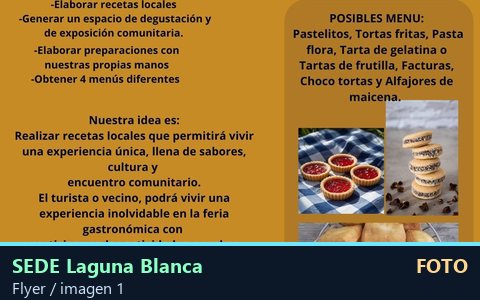 -Elaborar recetas locales
-Generar un espacio de degustación y
de exposición comunitaria.
-Elaborar preparaciones con
nuestras propias manos
-Obtener 4 menús diferentes
Nuestra idea es:
Realizar recetas locales que permitirá vivir
una experiencia única, llena de sabores,
cultura y
encuentro comunitario.
El turista o vecino, podrá vivir una
experiencia inolvidable en la feria
gastronómica con
POSIBLES MENU:
Pastelitos, Tortas fritas, Pasta
flora, Tarta de gelatina o
Tartas de frutilla, Facturas,
Choco tortas y Alfajores de
maicena.
SEDE Laguna Blanca
FOTO
Flyer / imagen 1